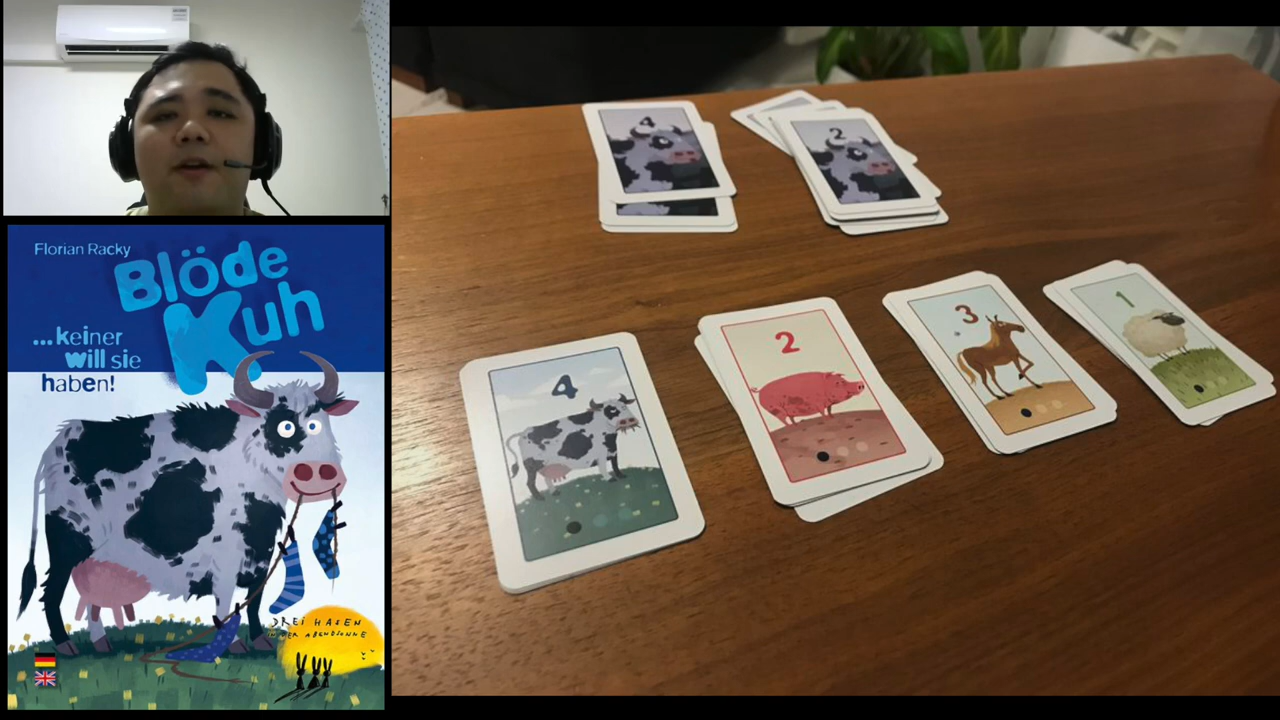 Florian Racky
Blöde
Kuh
...keiner
will sie
haben!
DREI HASEN
IN DER ABENDSONNE
4
2
4
2
3
1